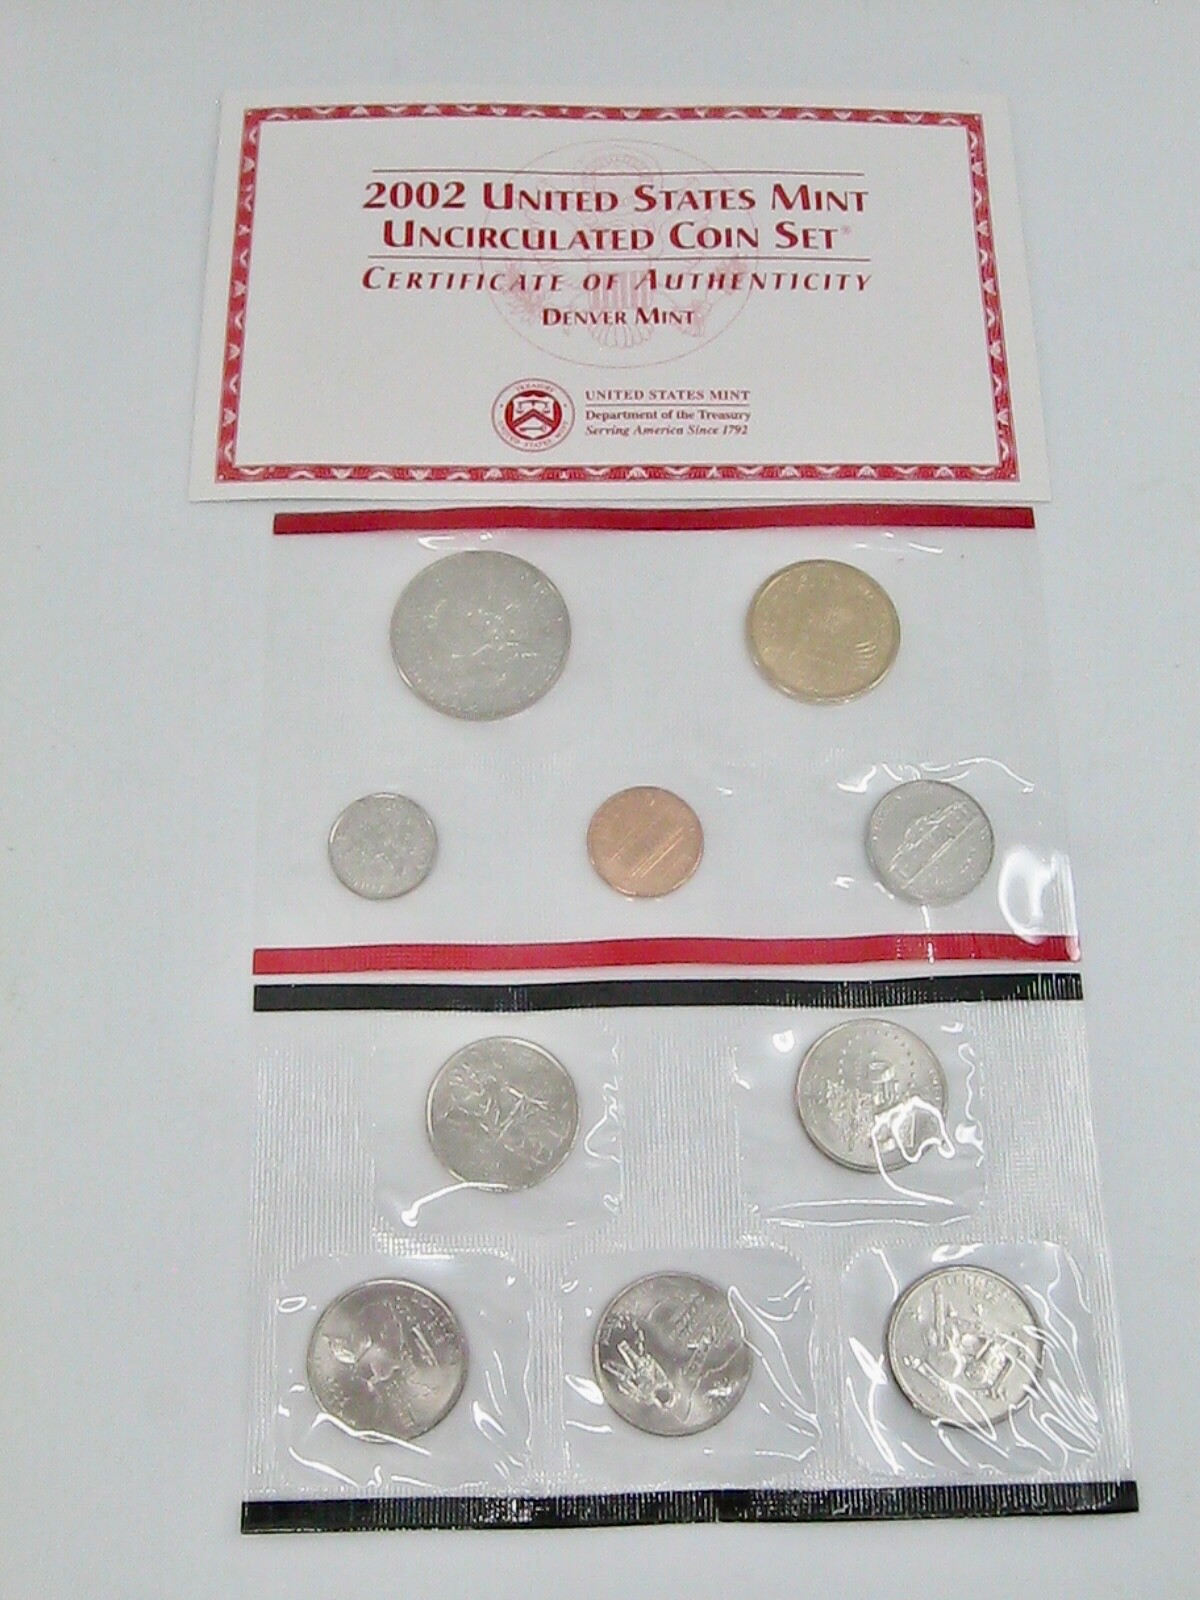 2002 UNITED STATES MINT
UNCIRCULATED COIN SET®
CERTIFICATE OF AUTHENTICITY
DENVER MINT
UNITED STATES MINT
Department of the Treasury
Serving America Since 1792